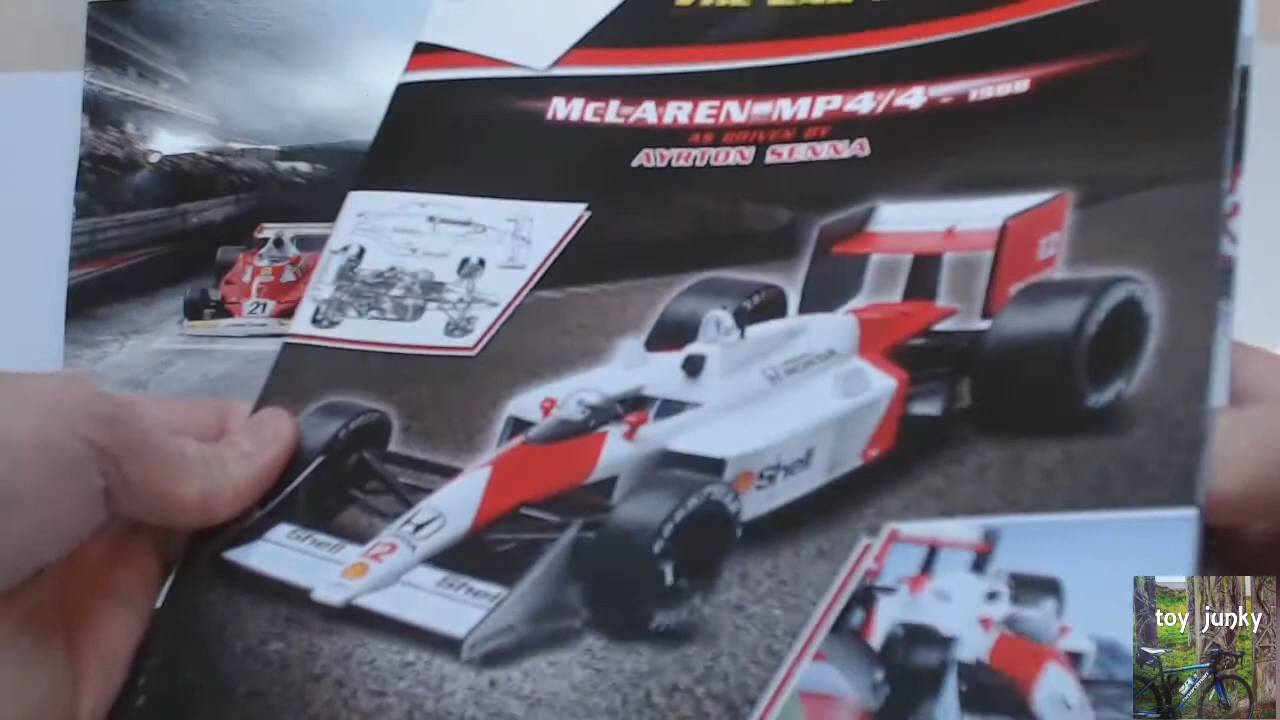 McLAREN MP4/4 - 1988
AS DRIVEN BY
AYRTON SENNA
21
HONDA
Shell
Shell
12
Shell
toy junky